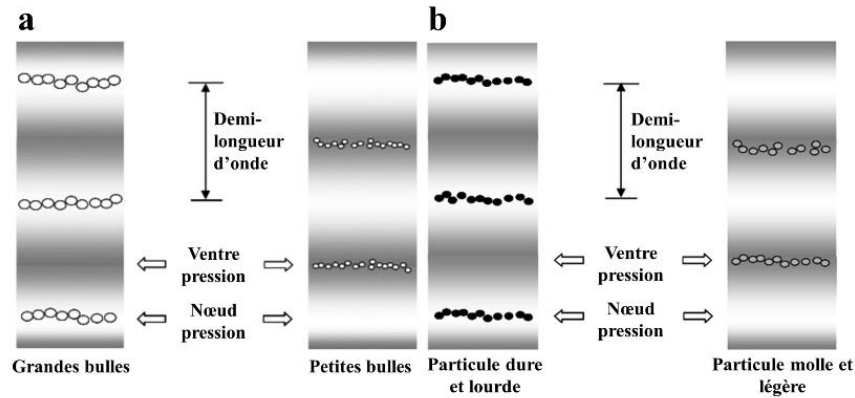 a
b
Demi-
longueur
d'onde
Demi-
longueur
d'onde
Ventre
pression
Ventre
pression
Nœud
pression
Nœud
pression
Grandes bulles
Petites bulles
Particule dure
et lourde
Particule molle et
légère